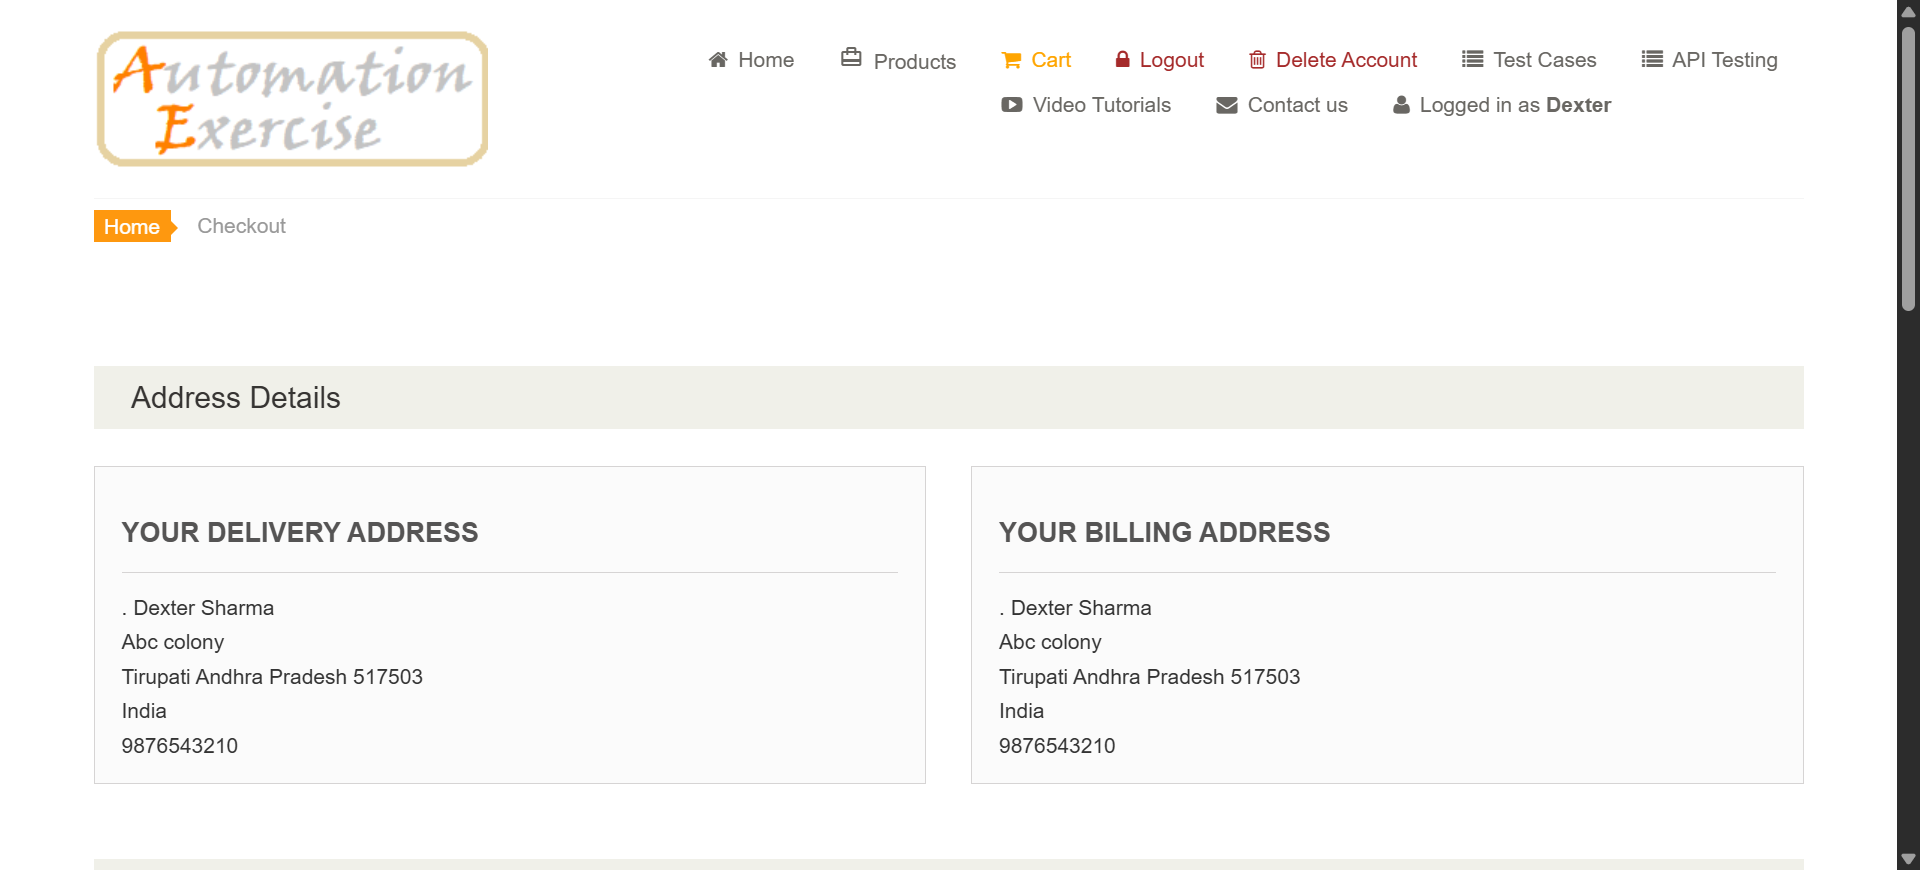 Automation
Exercise
Home Products Cart Logout Delete Account Test Cases API Testing
Video Tutorials Contact us Logged in as Dexter
Home Checkout
Address Details
YOUR DELIVERY ADDRESS
. Dexter Sharma
Abc colony
Tirupati Andhra Pradesh 517503
India
9876543210
YOUR BILLING ADDRESS
. Dexter Sharma
Abc colony
Tirupati Andhra Pradesh 517503
India
9876543210